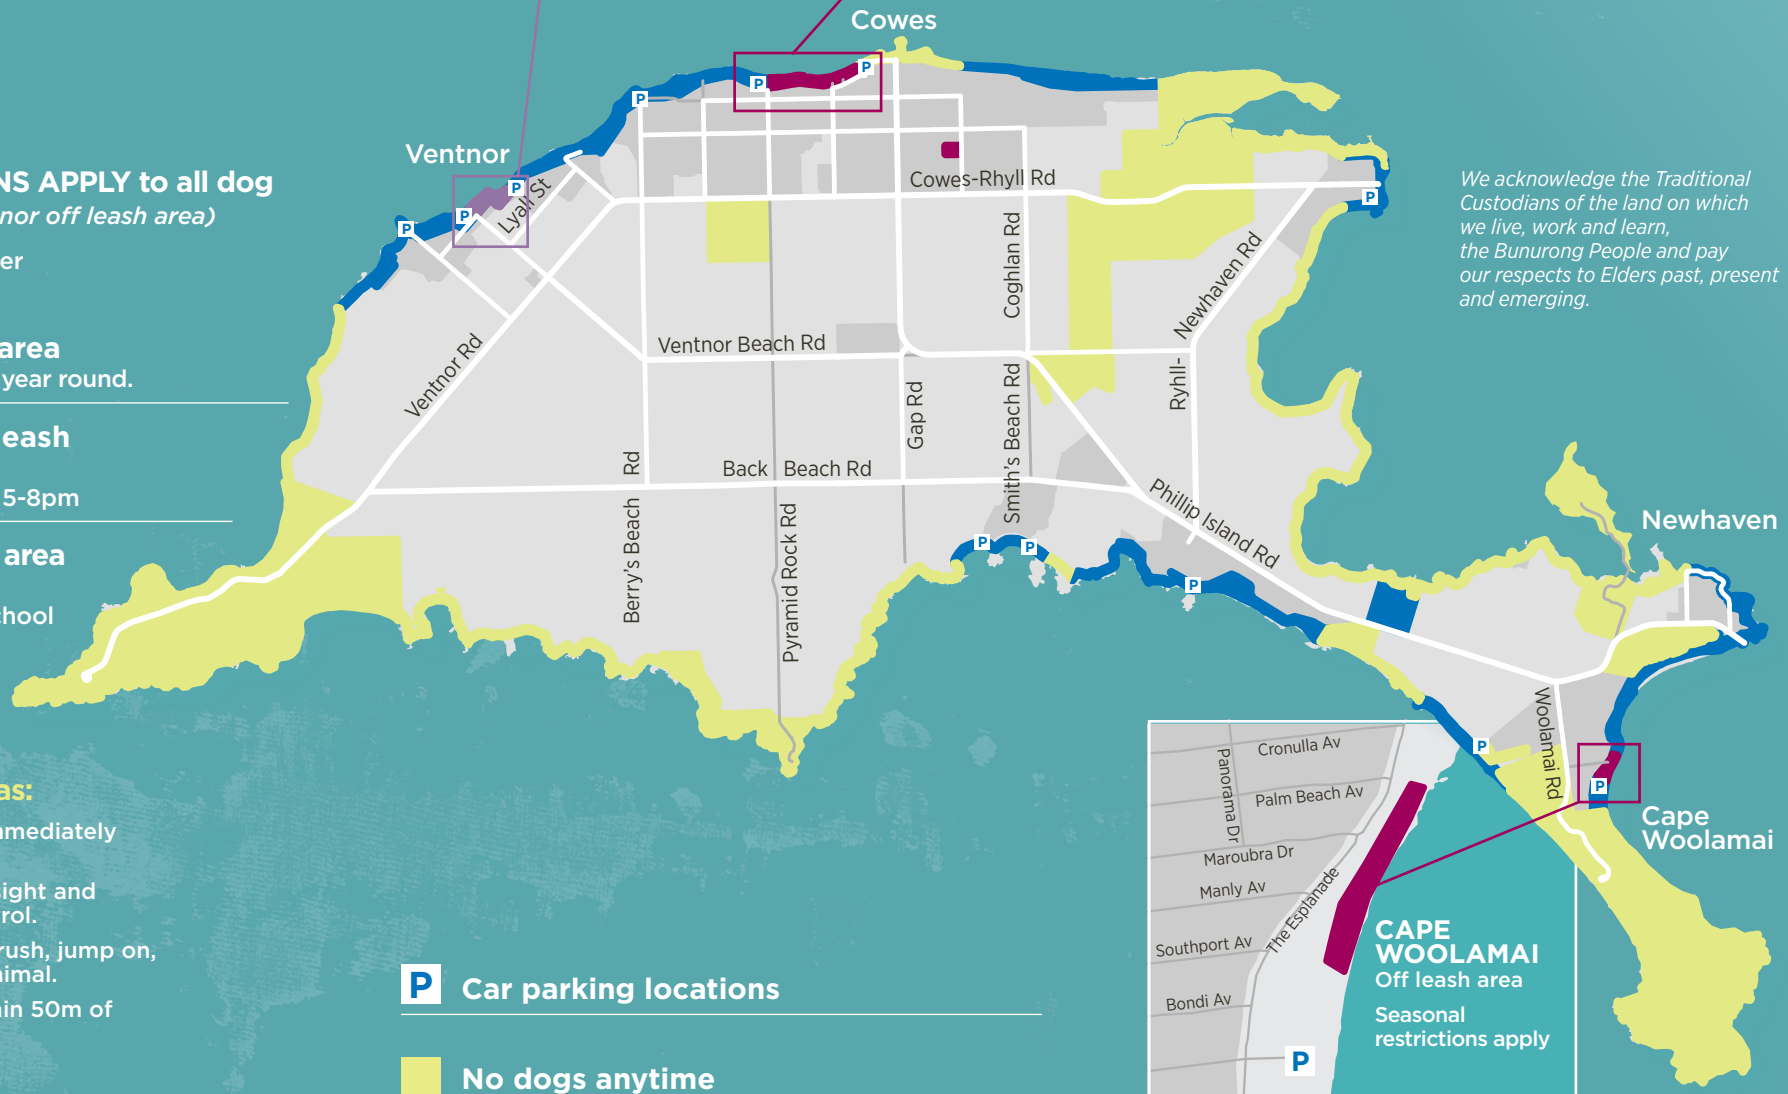 Cowes
Ventnor
NS APPLY to all dog
nor off leash area)
er
area
year round.
eash
5-8pm
area
chool
as:
mmediately
sight and
rol.
rush, jump on,
nimal.
in 50m of
We acknowledge the Traditional
Custodians of the land on which
we live, work and learn,
the Bunurong People and pay
our respects to Elders past, present
and emerging.
P
P
P
P
P
P
P
P
P
P
P
P
Lyall St
Cowes-Rhyll Rd
Coghlan Rd
Newhaven Rd
Ryhll-
Ventnor Rd
Ventnor Beach Rd
Gap Rd
Smith's Beach Rd
Back Beach Rd
Berry's Beach Rd
Pyramid Rock Rd
Phillip Island Rd
Newhaven
Woolamai Rd
Cape
Woolamai
Cronulla Av
Panorama Dr
Palm Beach Av
Maroubra Dr
Manly Av
The Esplanade
Southport Av
Bondi Av
P
CAPE
WOOLAMAI
Off leash area
Seasonal
restrictions apply
P Car parking locations
No dogs anytime